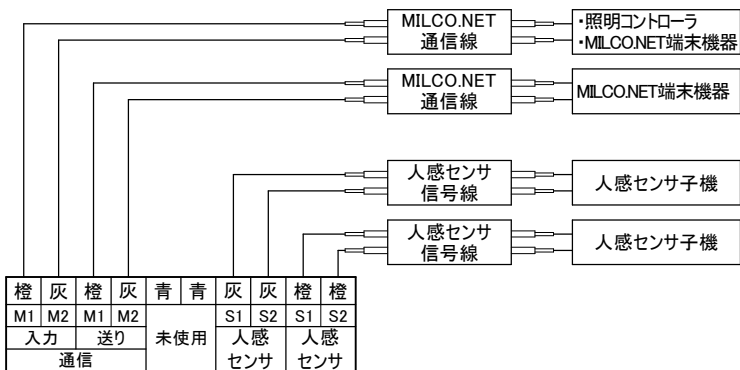 MILCO.NET
通信線
・照明コントローラ
・MILCO.NET端末機器
MILCO.NET
通信線
MILCO.NET端末機器
人感センサ
信号線
人感センサ子機
人感センサ
信号線
人感センサ子機
橙 灰 橙 灰 青 青 灰 灰 橙 橙
M1 M2 M1 M2 S1 S2 S1 S2
入力 送り 未使用 人感 人感
通信 センサ センサ